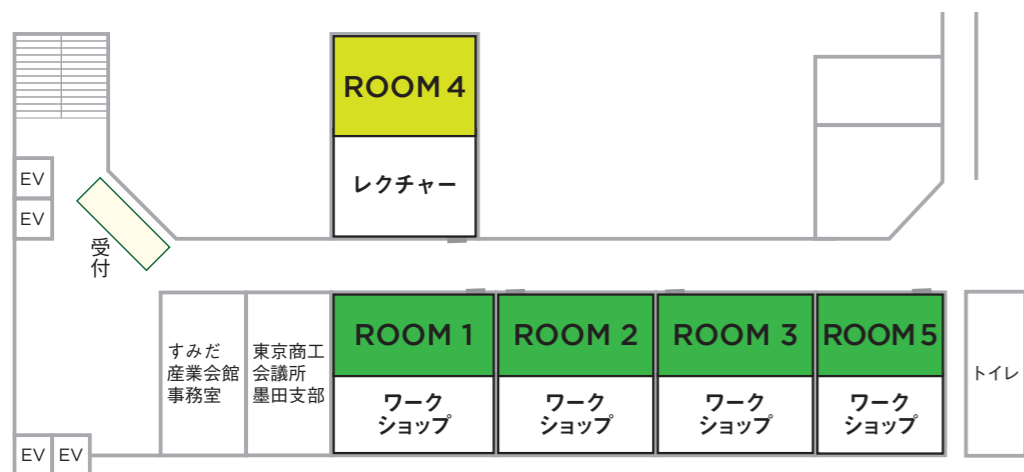 ROOM 4
レクチャー
EV
EV
受付
ROOM 1
ROOM 2
ROOM 3
ROOM 5
すみだ
産業会館
事務室
東京商工
会議所
墨田支部
ワーク
ショップ
ワーク
ショップ
ワーク
ショップ
ワーク
ショップ
トイレ
EV
EV